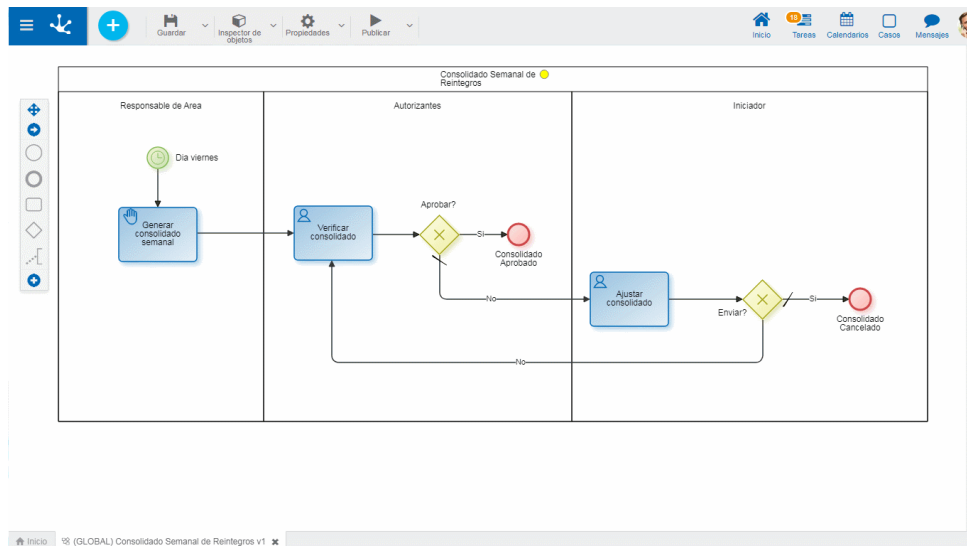 Guardar
Inspector de
objetos
Propiedades
Publicar
Inicio
18
Tareas
Calendarios
Casos
Mensajes
Consolidado Semanal de
Reintegros
Responsable de Area
Autorizantes
Iniciador
Dia viernes
Generar
consolidado
semanal
Verificar
consolidado
Aprobar?
Si
Consolidado
Aprobado
No
Ajustar
consolidado
Enviar?
Si
Consolidado
Cancelado
No
Inicio
(GLOBAL) Consolidado Semanal de Reintegros v1